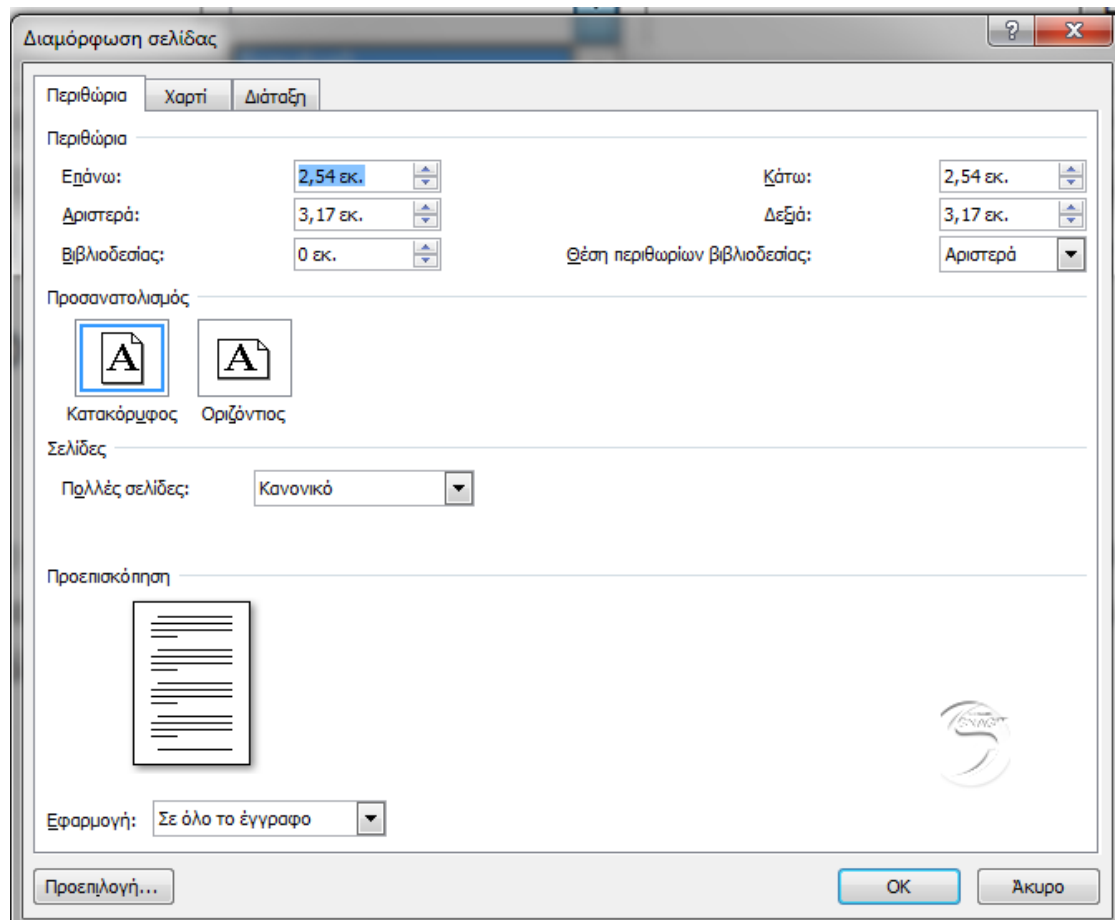 Διαμόρφωση σελίδας
Περιθώρια Χαρτί Διάταξη
Περιθώρια
Επάνω: 2,54 εκ. Κάτω: 2,54 εκ.
Αριστερά: 3,17 εκ. Δεξιά: 3,17 εκ.
Βιβλιοδεσίας: 0 εκ. Θέση περιθωρίων βιβλιοδεσίας: Αριστερά
Προσανατολισμός
A A
Κατακόρυφος Οριζόντιος
Σελίδες
Πολλές σελίδες: Κανονικό
Προεπισκόπηση
Εφαρμογή: Σε όλο το έγγραφο
Προεπιλογή... OK Άκυρο